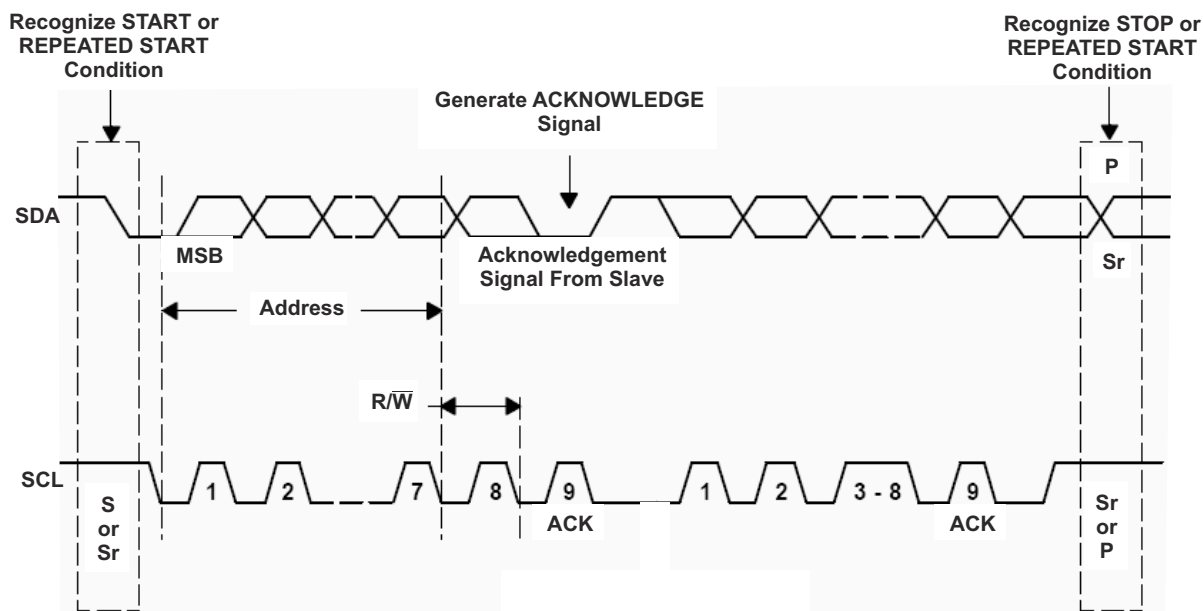 Recognize START or
REPEATED START
Condition
Recognize STOP or
REPEATED START
Condition
Generate ACKNOWLEDGE
Signal
P
SDA
MSB
Acknowledgement
Signal From Slave
Sr
Address
R/W̅
SCL
1
2
7
8
9
1
2
3 - 8
9
ACK
ACK
S
or
Sr
Sr
or
P